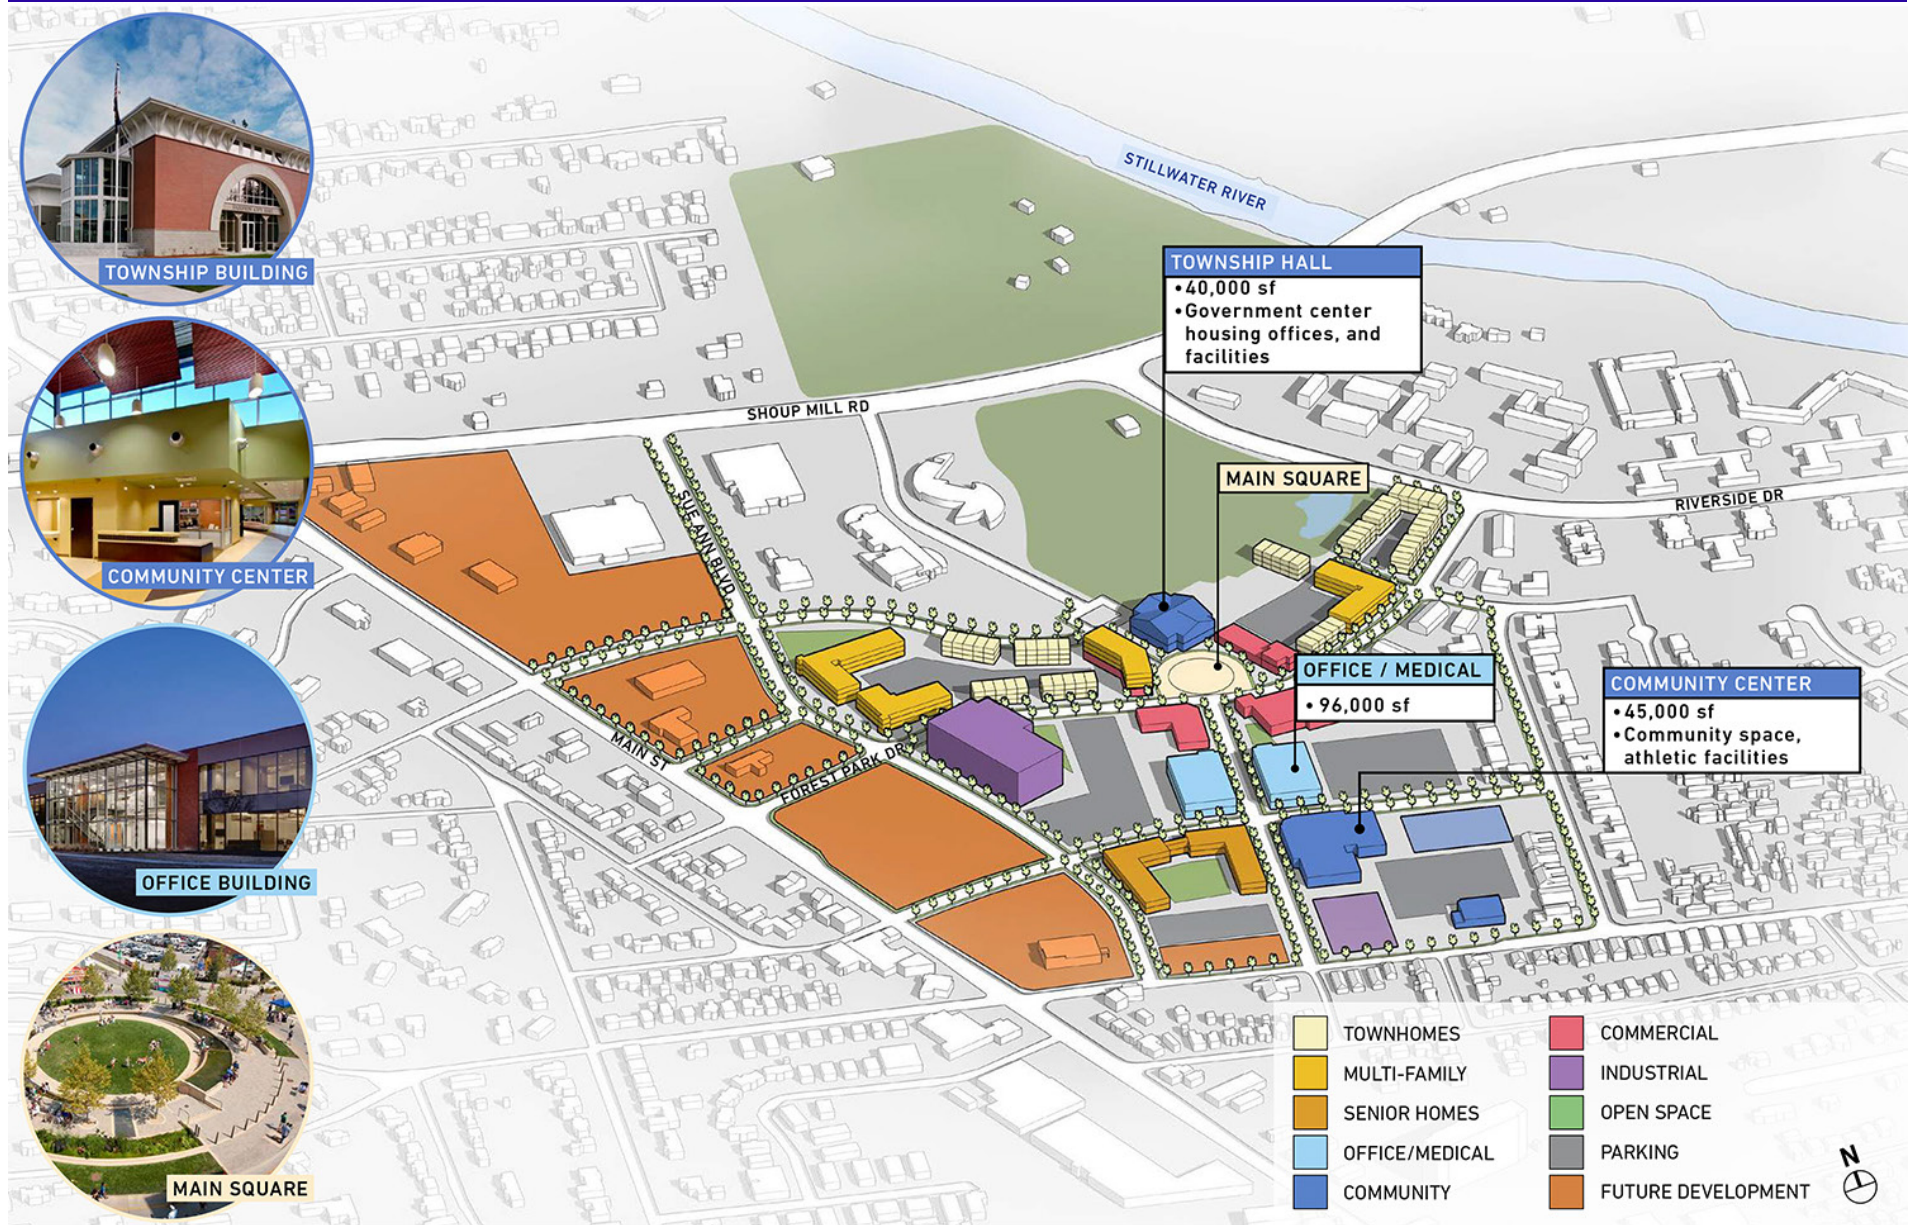 TOWNSHIP BUILDING
COMMUNITY CENTER
OFFICE BUILDING
MAIN SQUARE
STILLWATER RIVER
TOWNSHIP HALL
•40,000 sf
•Government center
housing offices, and
facilities
SHOUP MILL RD
MAIN SQUARE
RIVERSIDE DR
SUE ANN BLVD
OFFICE / MEDICAL
• 96,000 sf
COMMUNITY CENTER
•45,000 sf
•Community space,
athletic facilities
MAIN ST
FOREST PARK DR
TOWNHOMES
MULTI-FAMILY
SENIOR HOMES
OFFICE/MEDICAL
COMMUNITY
COMMERCIAL
INDUSTRIAL
OPEN SPACE
PARKING
FUTURE DEVELOPMENT
N